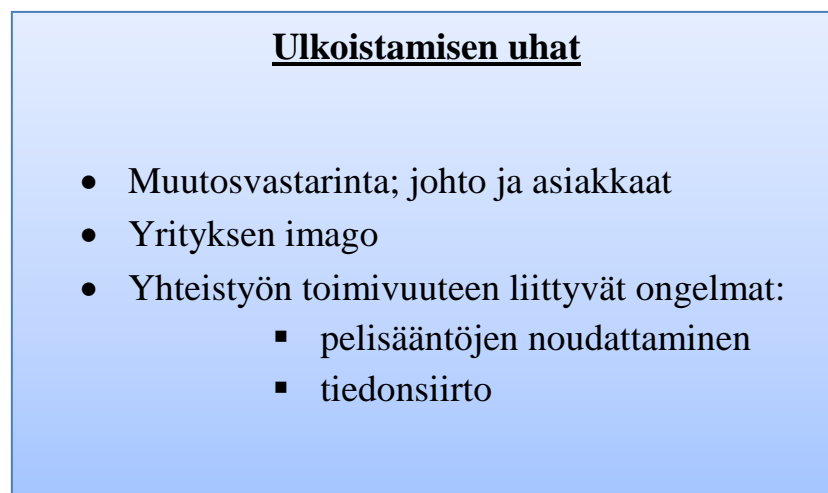 Ulkoistamisen uhat
• Muutosvastarinta; johto ja asiakkaat
• Yrityksen imago
• Yhteistyön toimivuuteen liittyvät ongelmat:
▪ pelisääntöjen noudattaminen
▪ tiedonsiirto